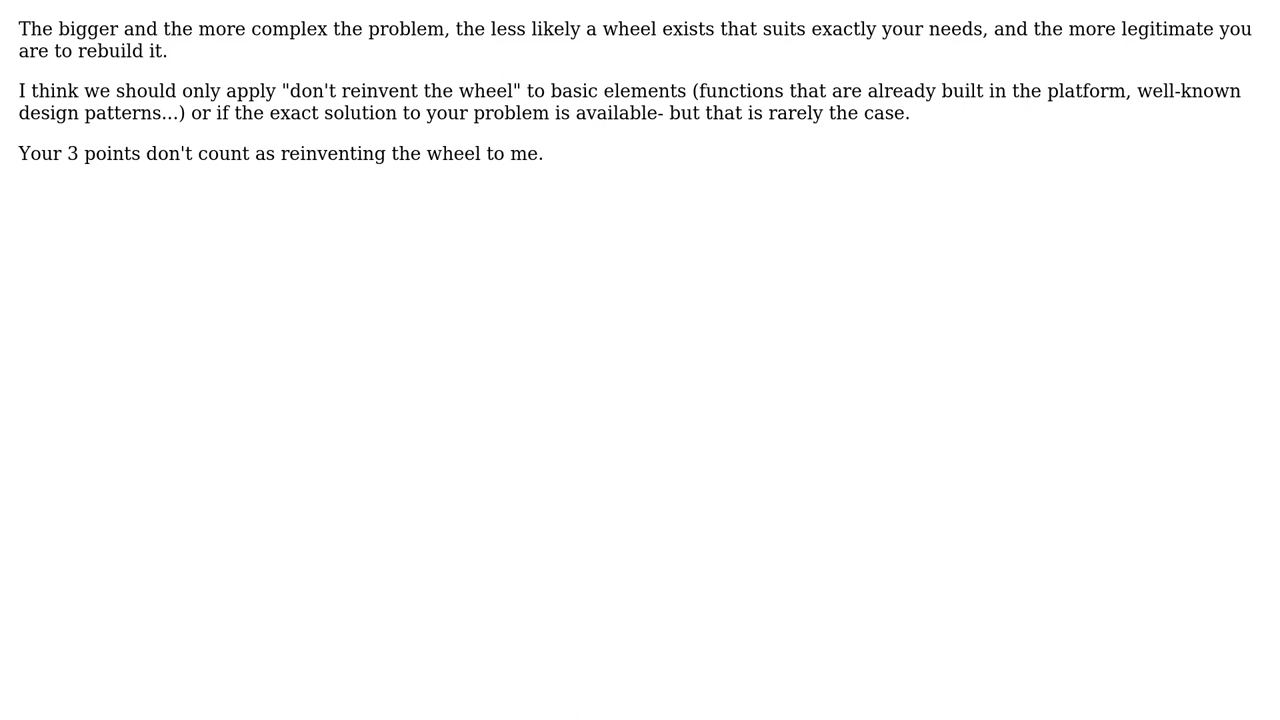 The bigger and the more complex the problem, the less likely a wheel exists that suits exactly your needs, and the more legitimate you
are to rebuild it.
I think we should only apply "don't reinvent the wheel" to basic elements (functions that are already built in the platform, well-known
design patterns...) or if the exact solution to your problem is available- but that is rarely the case.
Your 3 points don't count as reinventing the wheel to me.